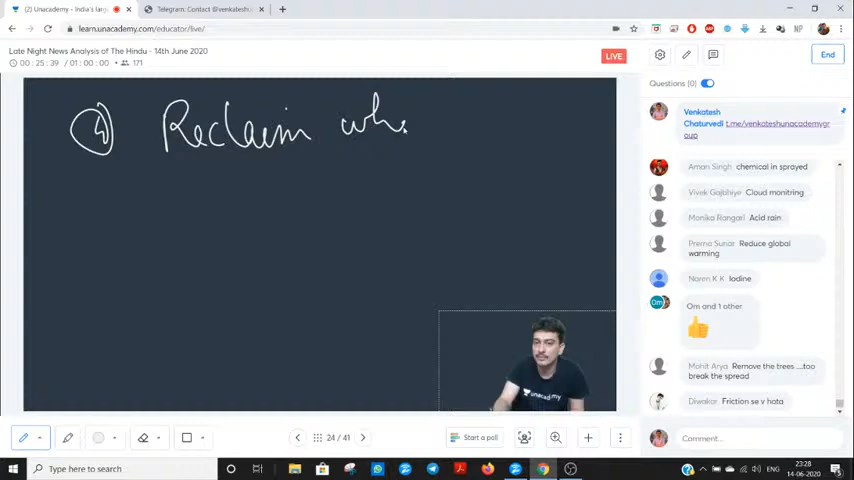 (2) Unacademy - India's larg
Telegram: Contact @venkateshu
learn.unacademy.com/educator/live/
Late Night News Analysis of The Hindu - 14th June 2020
00 : 25 : 39 / 01 : 00 : 00 • 171
LIVE
End
Questions (0)
4 Reclaim wh
Venkatesh
Chaturvedi t.me/venkateshunacademygr
oup
Aman Singh chemical in sprayed
Vivek Gajbhiye Cloud monitring
Monika Rangari Acid rain
Prerna Sunar Reduce global
warming
Naren K K Iodine
Om and 1 other
Mohit Arya Remove the trees ....too
break the spread
Diwakar Friction se v hota
unacademy
24 / 41
Start a poll
Comment...
Type here to search
ENG
23:28
14-06-2020